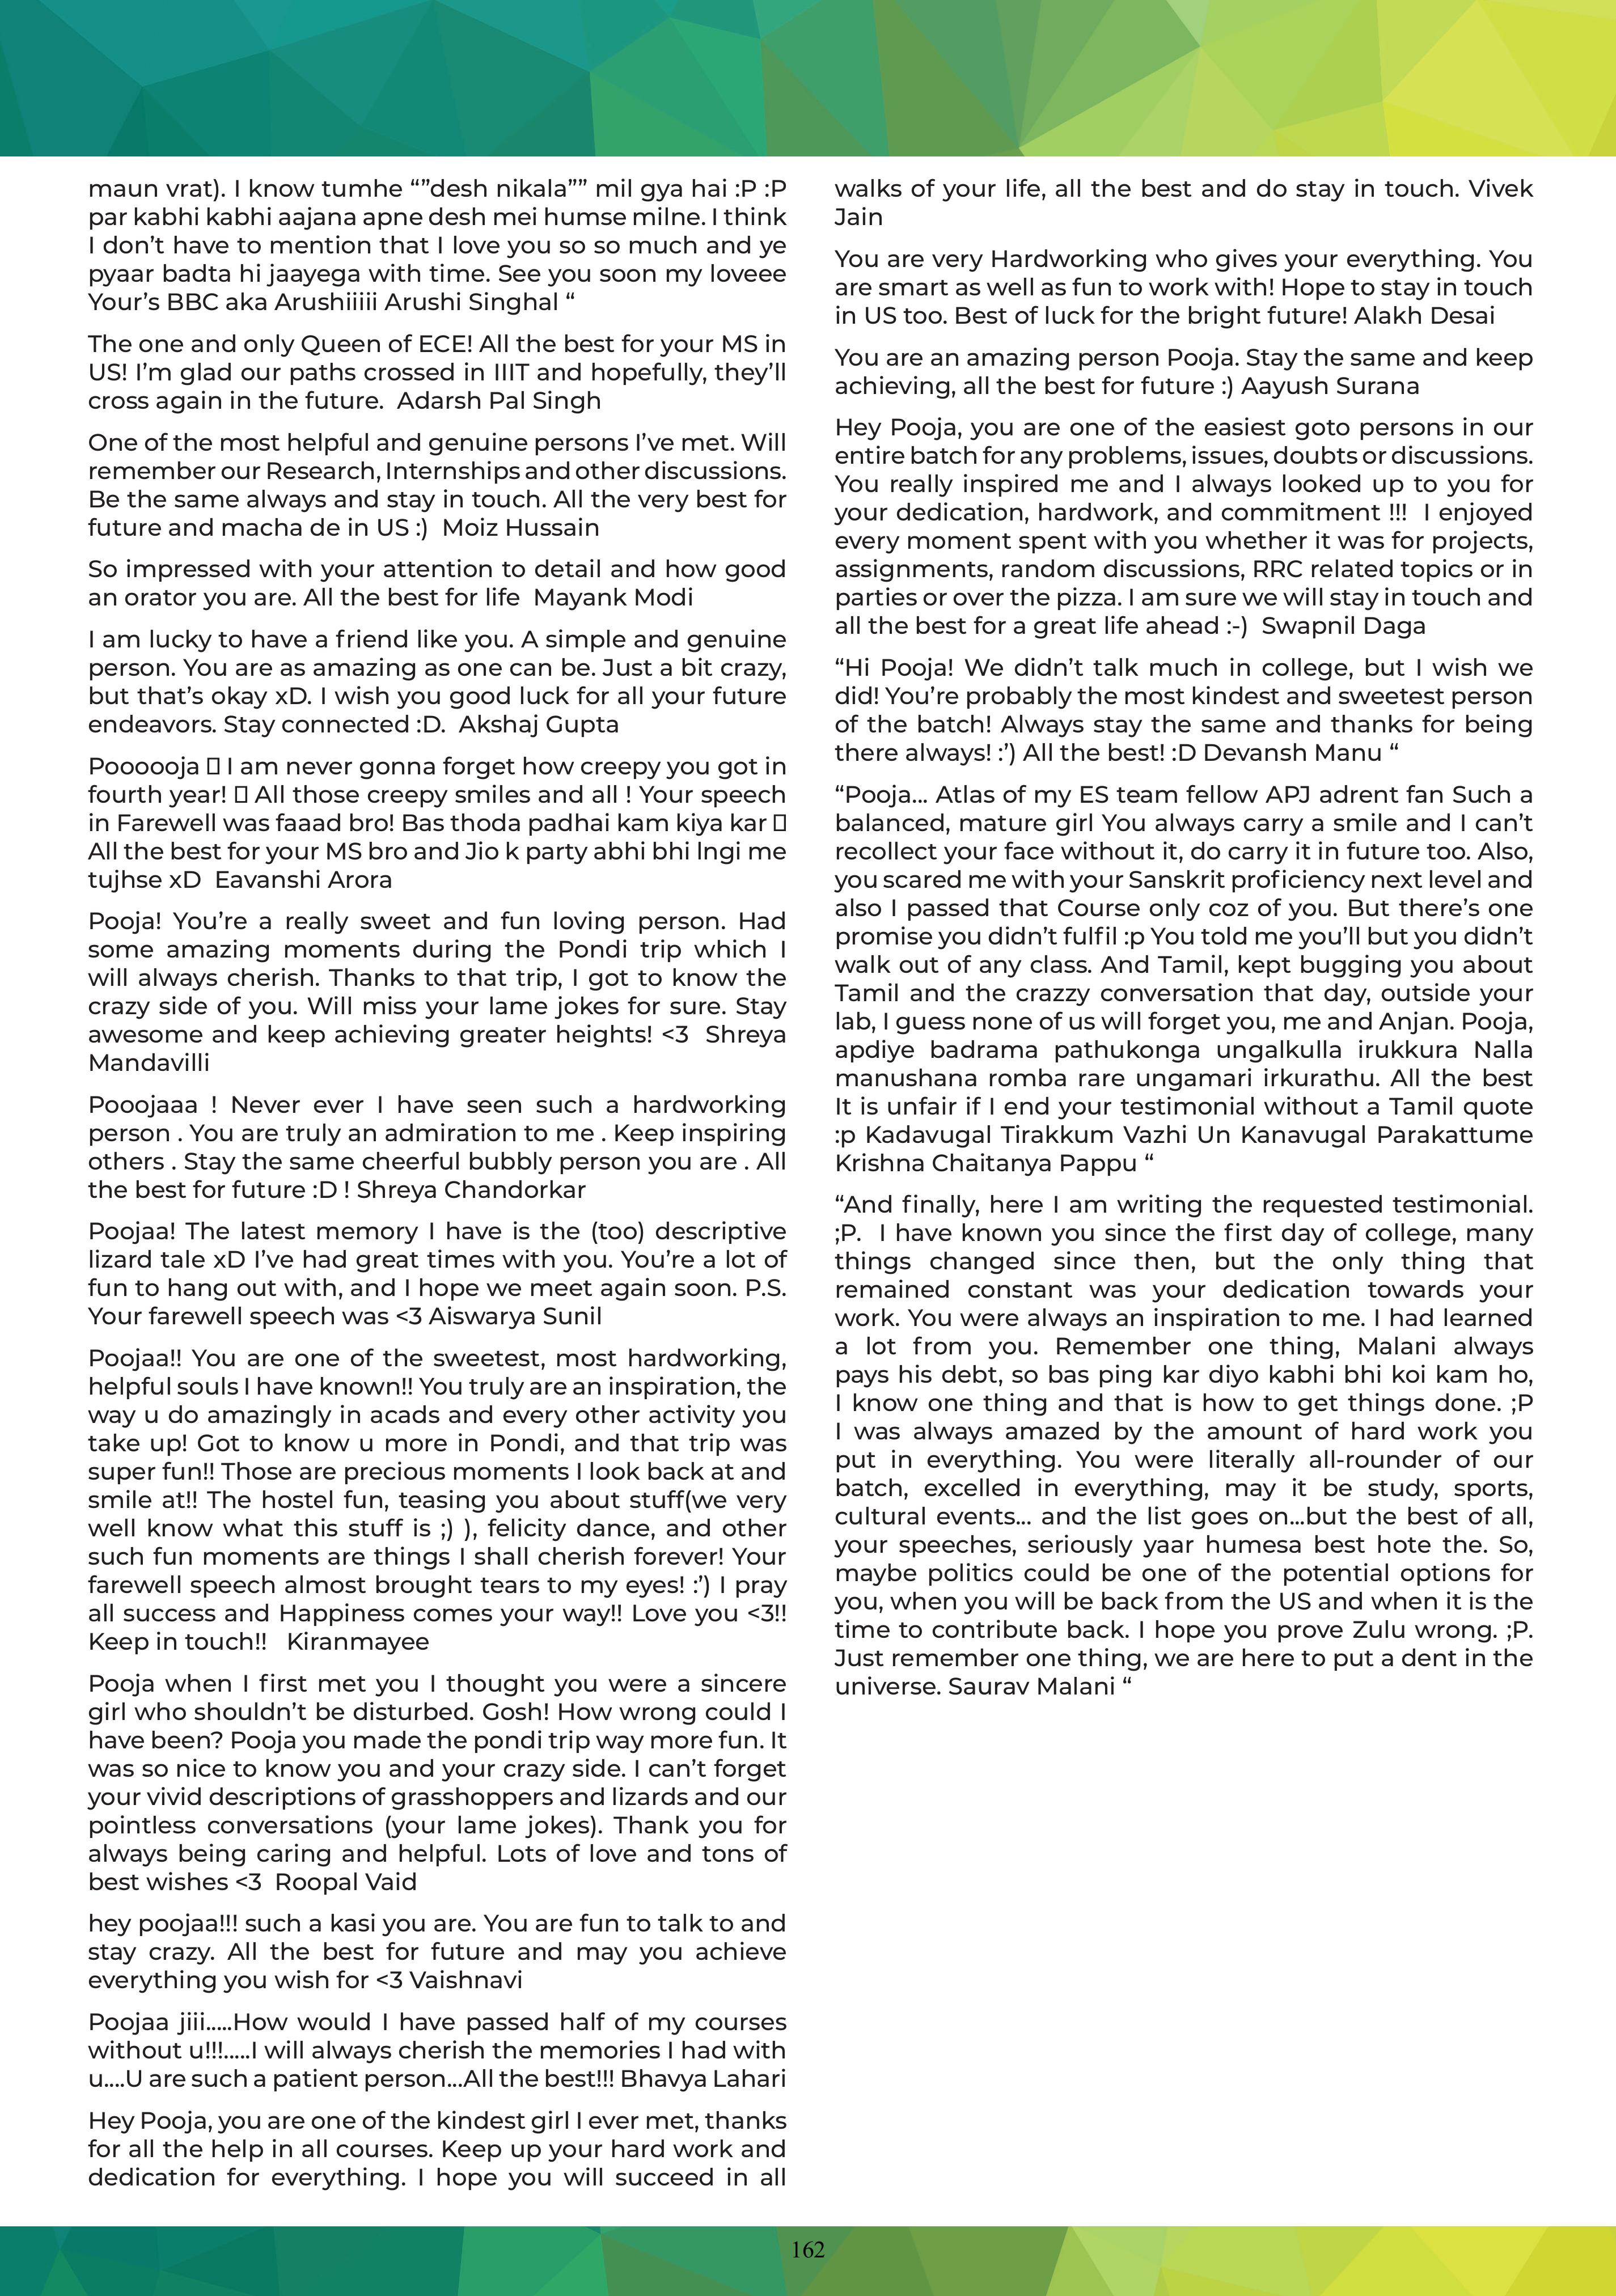 maun vrat). I know tumhe “”desh nikala”” mil gya hai :P :P
par kabhi kabhi aajana apne desh mei humse milne. I think
I don’t have to mention that I love you so so much and ye
pyaar badta hi jaayega with time. See you soon my loveee
Your’s BBC aka Arushiiiii Arushi Singhal “
The one and only Queen of ECE! All the best for your MS in
US! I’m glad our paths crossed in IIIT and hopefully, they’ll
cross again in the future.  Adarsh Pal Singh
One of the most helpful and genuine persons I’ve met. Will
remember our Research, Internships and other discussions.
Be the same always and stay in touch. All the very best for
future and macha de in US :)  Moiz Hussain
So impressed with your attention to detail and how good
an orator you are. All the best for life  Mayank Modi
I am lucky to have a friend like you. A simple and genuine
person. You are as amazing as one can be. Just a bit crazy,
but that’s okay xD. I wish you good luck for all your future
endeavors. Stay connected :D.  Akshaj Gupta
Poooooja I am never gonna forget how creepy you got in
fourth year! All those creepy smiles and all ! Your speech
in Farewell was faaad bro! Bas thoda padhai kam kiya kar
All the best for your MS bro and Jio k party abhi bhi lngi me
tujhse xD  Eavanshi Arora
Pooja! You’re a really sweet and fun loving person. Had
some amazing moments during the Pondi trip which I
will always cherish. Thanks to that trip, I got to know the
crazy side of you. Will miss your lame jokes for sure. Stay
awesome and keep achieving greater heights! <3  Shreya
Mandavilli
Pooojaaa ! Never ever I have seen such a hardworking
person . You are truly an admiration to me . Keep inspiring
others . Stay the same cheerful bubbly person you are . All
the best for future :D ! Shreya Chandorkar
Poojaa! The latest memory I have is the (too) descriptive
lizard tale xD I’ve had great times with you. You’re a lot of
fun to hang out with, and I hope we meet again soon. P.S.
Your farewell speech was <3 Aiswarya Sunil
Poojaa!! You are one of the sweetest, most hardworking,
helpful souls I have known!! You truly are an inspiration, the
way u do amazingly in acads and every other activity you
take up! Got to know u more in Pondi, and that trip was
super fun!! Those are precious moments I look back at and
smile at!! The hostel fun, teasing you about stuff(we very
well know what this stuff is ;) ), felicity dance, and other
such fun moments are things I shall cherish forever! Your
farewell speech almost brought tears to my eyes! :’) I pray
all success and Happiness comes your way!! Love you <3!!
Keep in touch!!   Kiranmayee
Pooja when I first met you I thought you were a sincere
girl who shouldn’t be disturbed. Gosh! How wrong could I
have been? Pooja you made the pondi trip way more fun. It
was so nice to know you and your crazy side. I can’t forget
your vivid descriptions of grasshoppers and lizards and our
pointless conversations (your lame jokes). Thank you for
always being caring and helpful. Lots of love and tons of
best wishes <3  Roopal Vaid
hey poojaa!!! such a kasi you are. You are fun to talk to and
stay crazy. All the best for future and may you achieve
everything you wish for <3 Vaishnavi
Poojaa jiii.....How would I have passed half of my courses
without u!!!.....I will always cherish the memories I had with
u....U are such a patient person...All the best!!! Bhavya Lahari
Hey Pooja, you are one of the kindest girl I ever met, thanks
for all the help in all courses. Keep up your hard work and
dedication for everything. I hope you will succeed in all
walks of your life, all the best and do stay in touch. Vivek
Jain
You are very Hardworking who gives your everything. You
are smart as well as fun to work with! Hope to stay in touch
in US too. Best of luck for the bright future! Alakh Desai
You are an amazing person Pooja. Stay the same and keep
achieving, all the best for future :) Aayush Surana
Hey Pooja, you are one of the easiest goto persons in our
entire batch for any problems, issues, doubts or discussions.
You really inspired me and I always looked up to you for
your dedication, hardwork, and commitment !!!  I enjoyed
every moment spent with you whether it was for projects,
assignments, random discussions, RRC related topics or in
parties or over the pizza. I am sure we will stay in touch and
all the best for a great life ahead :-)  Swapnil Daga
“Hi Pooja! We didn’t talk much in college, but I wish we
did! You’re probably the most kindest and sweetest person
of the batch! Always stay the same and thanks for being
there always! :’) All the best! :D Devansh Manu “
“Pooja... Atlas of my ES team fellow APJ adrent fan Such a
balanced, mature girl You always carry a smile and I can’t
recollect your face without it, do carry it in future too. Also,
you scared me with your Sanskrit proficiency next level and
also I passed that Course only coz of you. But there’s one
promise you didn’t fulfil :p You told me you’ll but you didn’t
walk out of any class. And Tamil, kept bugging you about
Tamil and the crazzy conversation that day, outside your
lab, I guess none of us will forget you, me and Anjan. Pooja,
apdiye badrama pathukonga ungalkulla irukkura Nalla
manushana romba rare ungamari irkurathu. All the best
It is unfair if I end your testimonial without a Tamil quote
:p Kadavugal Tirakkum Vazhi Un Kanavugal Parakattume
Krishna Chaitanya Pappu “
“And finally, here I am writing the requested testimonial.
;P.  I have known you since the first day of college, many
things changed since then, but the only thing that
remained constant was your dedication towards your
work. You were always an inspiration to me. I had learned
a lot from you. Remember one thing, Malani always
pays his debt, so bas ping kar diyo kabhi bhi koi kam ho,
I know one thing and that is how to get things done. ;P
I was always amazed by the amount of hard work you
put in everything. You were literally all-rounder of our
batch, excelled in everything, may it be study, sports,
cultural events... and the list goes on...but the best of all,
your speeches, seriously yaar humesa best hote the. So,
maybe politics could be one of the potential options for
you, when you will be back from the US and when it is the
time to contribute back. I hope you prove Zulu wrong. ;P.
Just remember one thing, we are here to put a dent in the
universe. Saurav Malani “
162